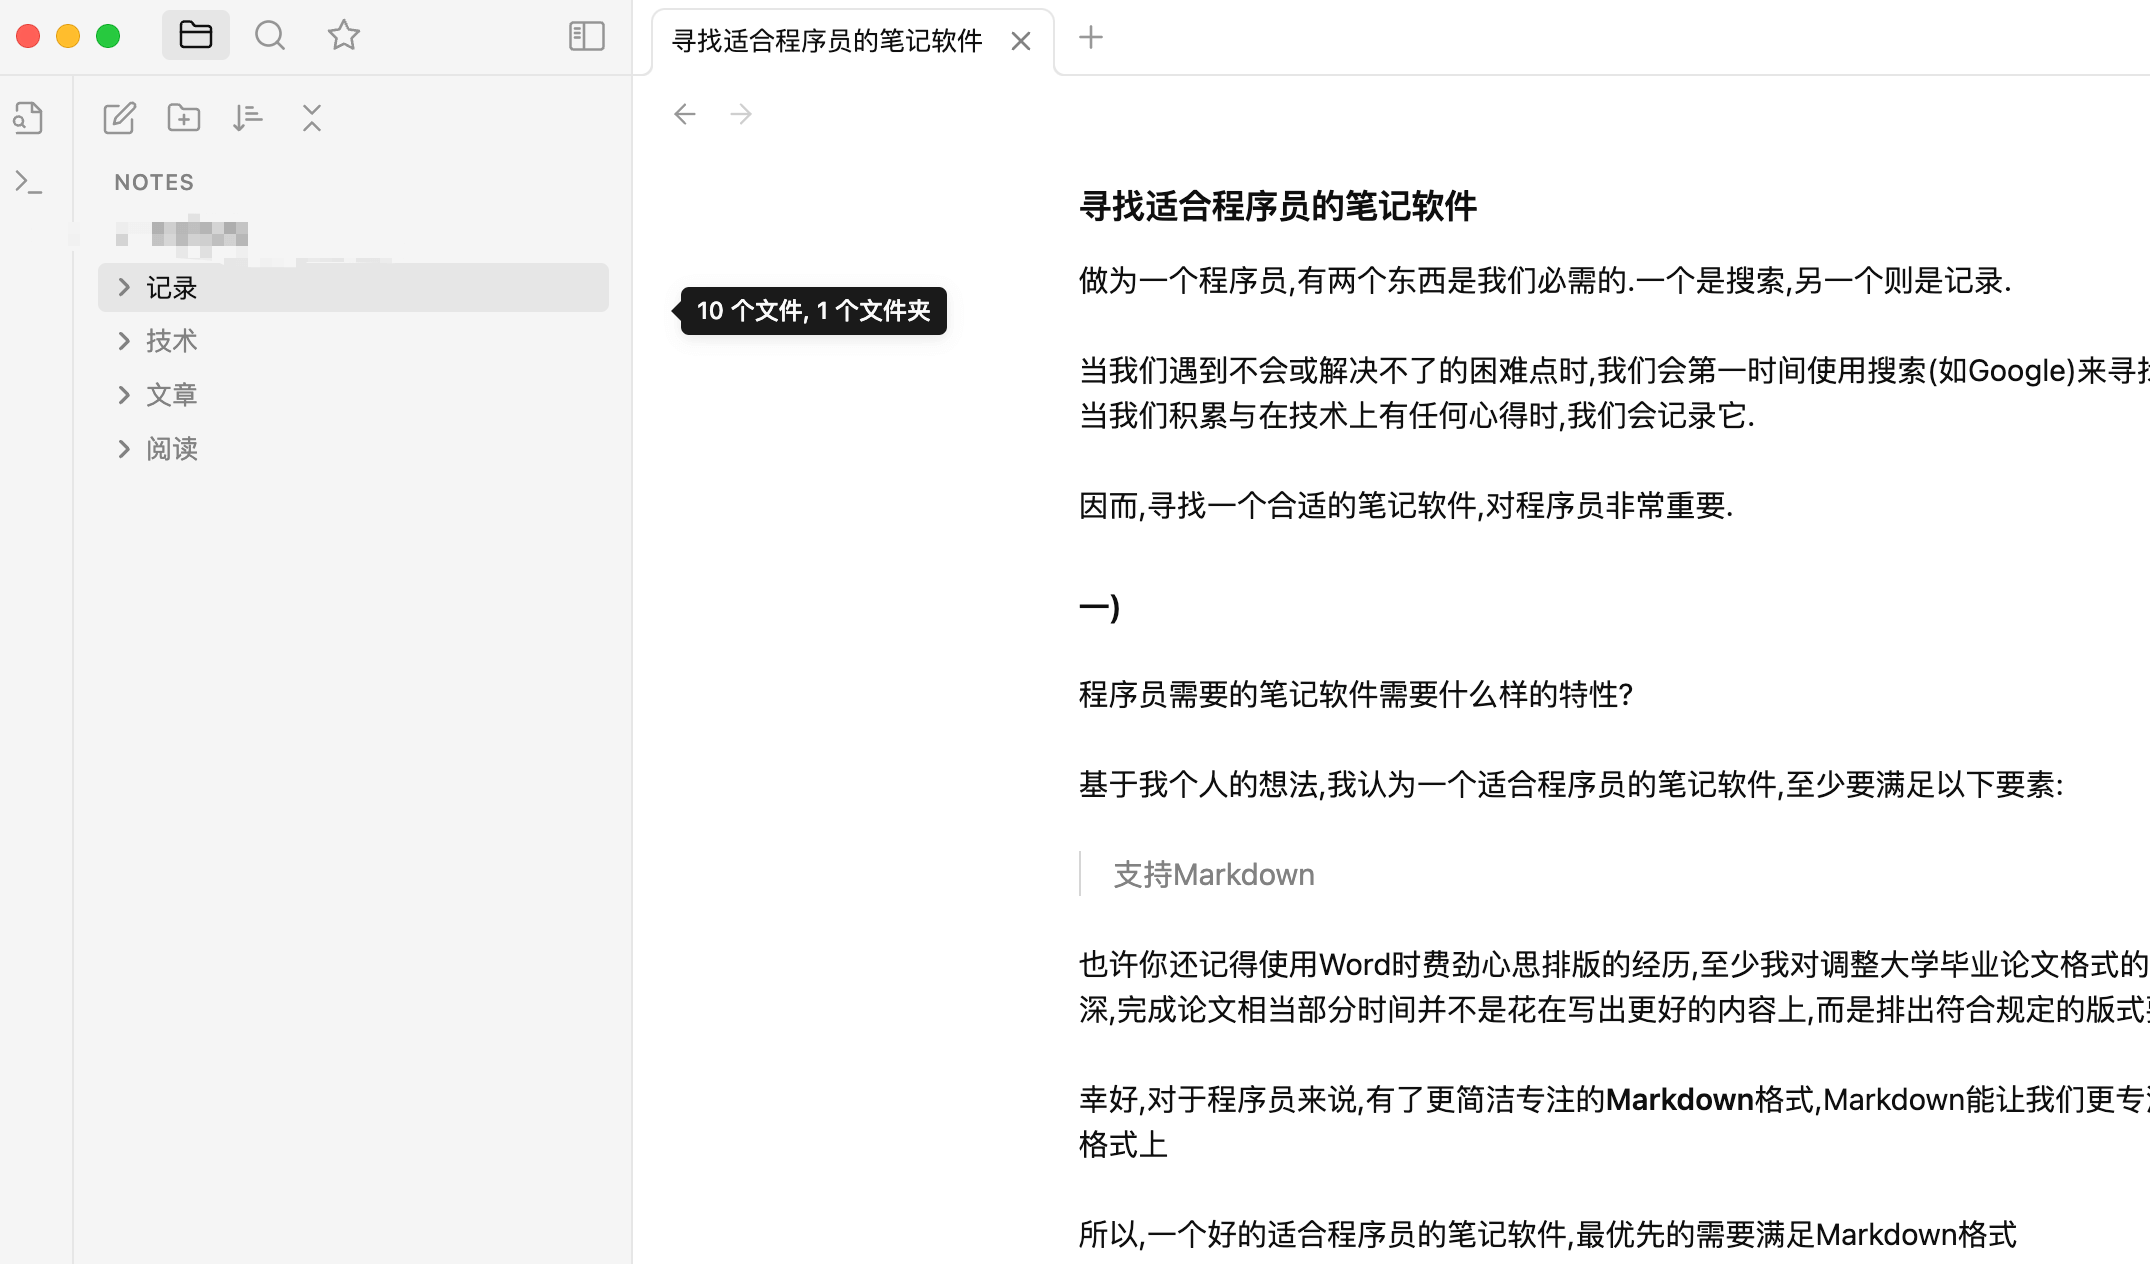 寻找适合程序员的笔记软件
NOTES
记录
技术
文章
阅读
10 个文件, 1 个文件夹
寻找适合程序员的笔记软件
做为一个程序员,有两个东西是我们必需的.一个是搜索,另一个则是记录.
当我们遇到不会或解决不了的困难点时,我们会第一时间使用搜索(如Google)来寻找
当我们积累与在技术上有任何心得时,我们会记录它.
因而,寻找一个合适的笔记软件,对程序员非常重要.
一)
程序员需要的笔记软件需要什么样的特性?
基于我个人的想法,我认为一个适合程序员的笔记软件,至少要满足以下要素:
支持Markdown
也许你还记得使用Word时费劲心思排版的经历,至少我对调整大学毕业论文格式的
深,完成论文相当部分时间并不是花在写出更好的内容上,而是排出符合规定的版式
幸好,对于程序员来说,有了更简洁专注的Markdown格式,Markdown能让我们更专
格式上
所以,一个好的适合程序员的笔记软件,最优先的需要满足Markdown格式